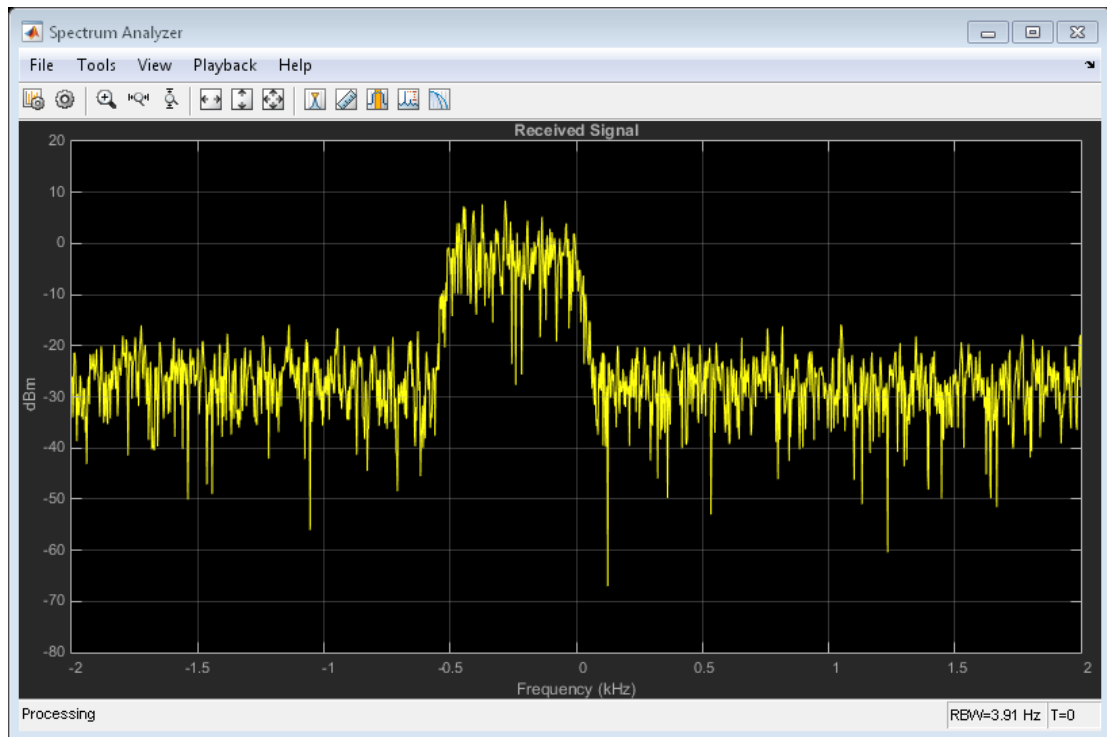 Spectrum Analyzer
File Tools View Playback Help
Received Signal
20
10
0
-10
-20
-30
-40
-50
-60
-70
-80
dBm
-2 -1.5 -1 -0.5 0 0.5 1 1.5 2
Frequency (kHz)
Processing RBW=3.91 Hz T=0